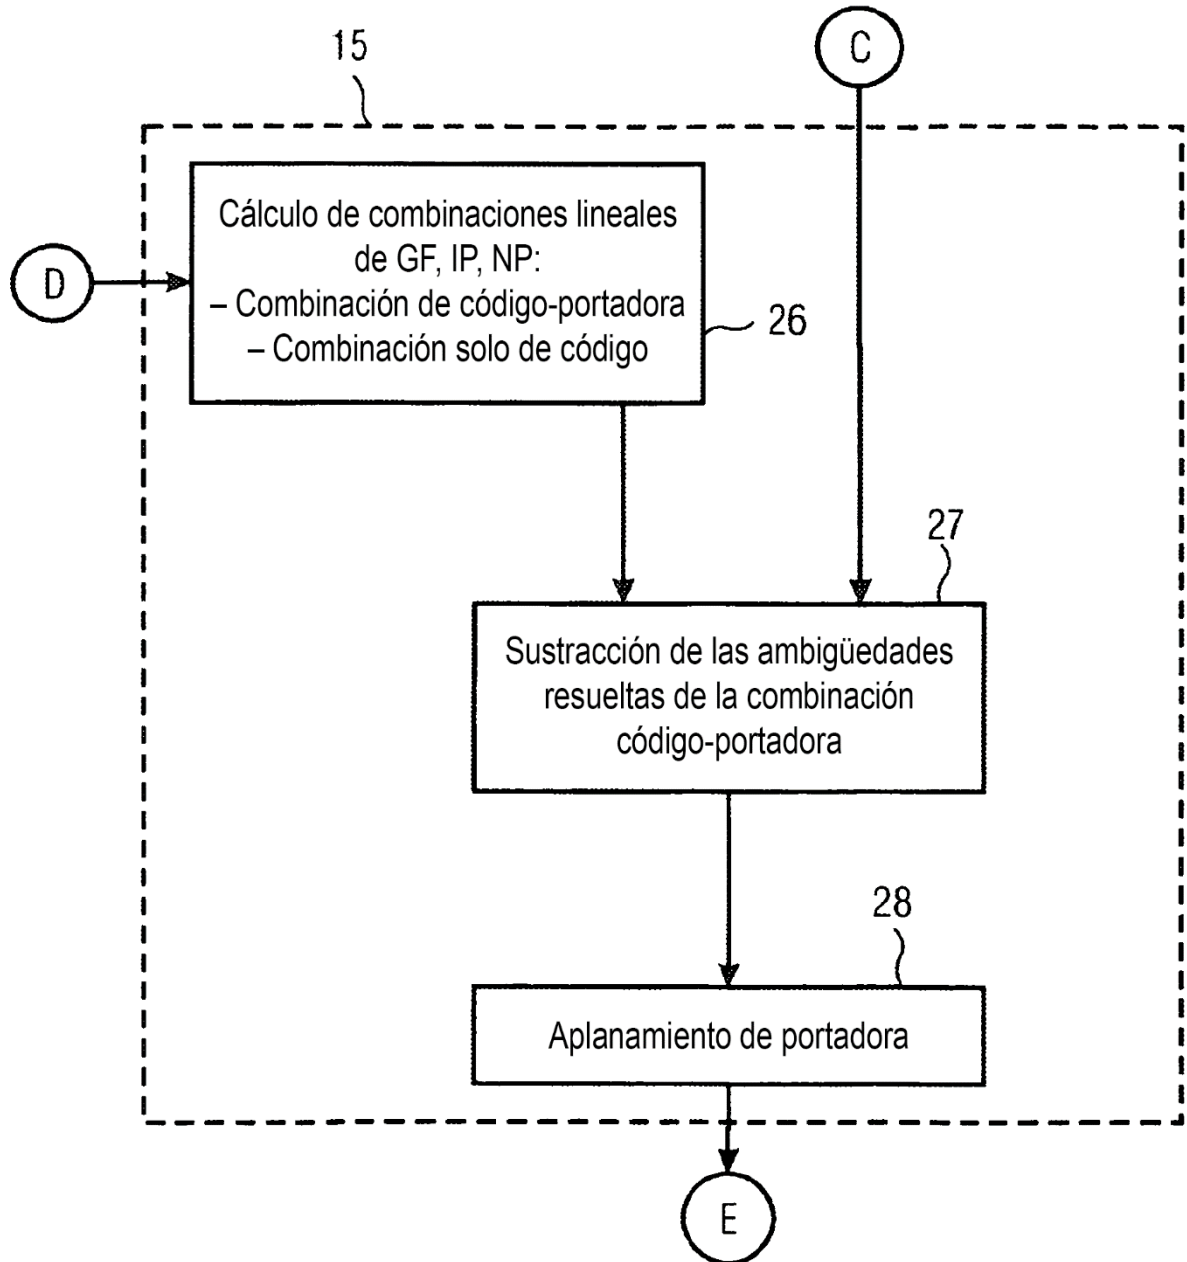 15
C
Cálculo de combinaciones lineales
de GF, IP, NP:
– Combinación de código-portadora
– Combinación solo de código
D
26
27
Sustracción de las ambigüedades
resueltas de la combinación
código-portadora
28
Aplanamiento de portadora
E